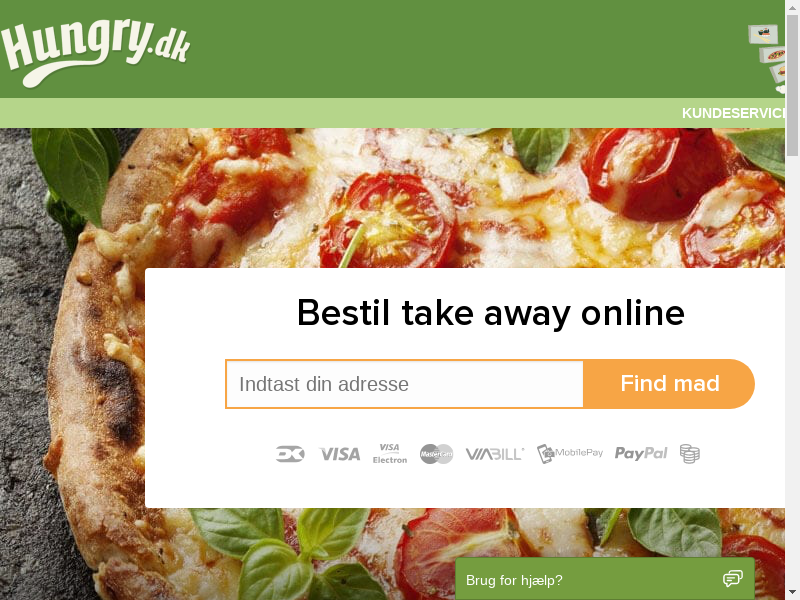 Hungry.dk
KUNDESERVICE
Bestil take away online
Indtast din adresse
Find mad
VISA
VISA
Electron
MasterCard
VIABILL
MobilePay
PayPal
Brug for hjælp?